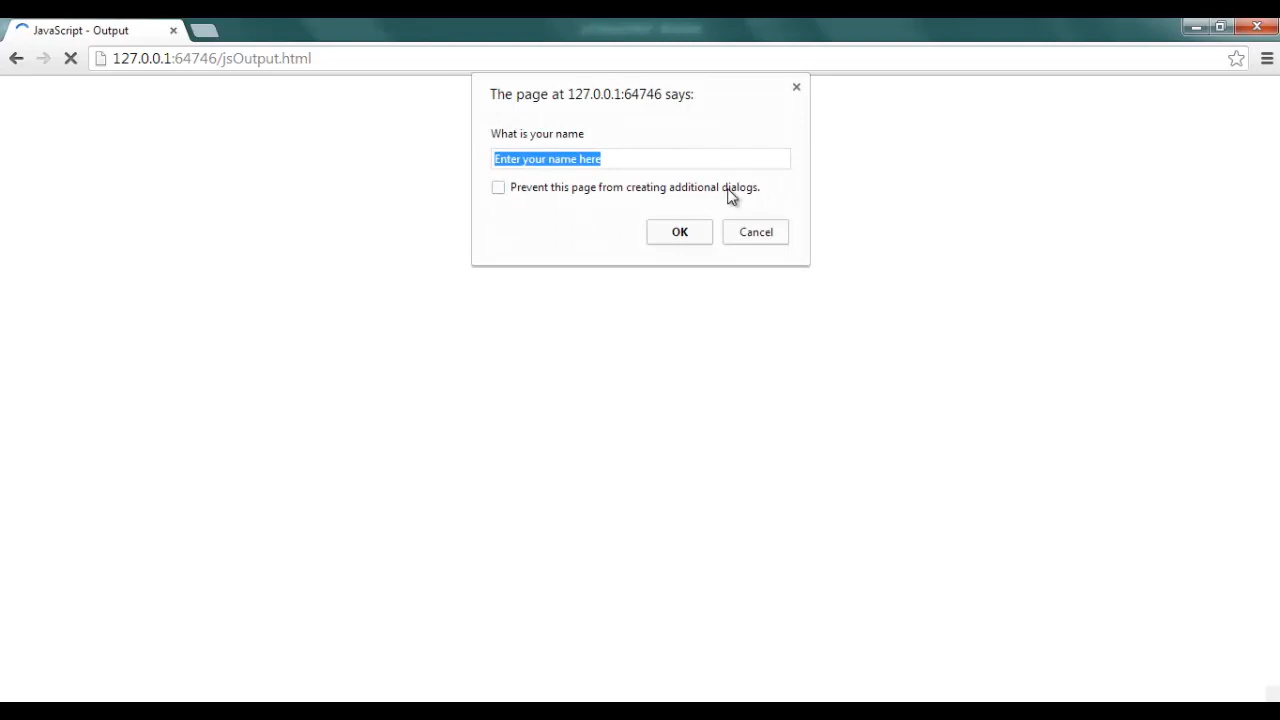 JavaScript - Output
127.0.0.1:64746/jsOutput.html
The page at 127.0.0.1:64746 says:
What is your name
Enter your name here
Prevent this page from creating additional dialogs.
OK Cancel